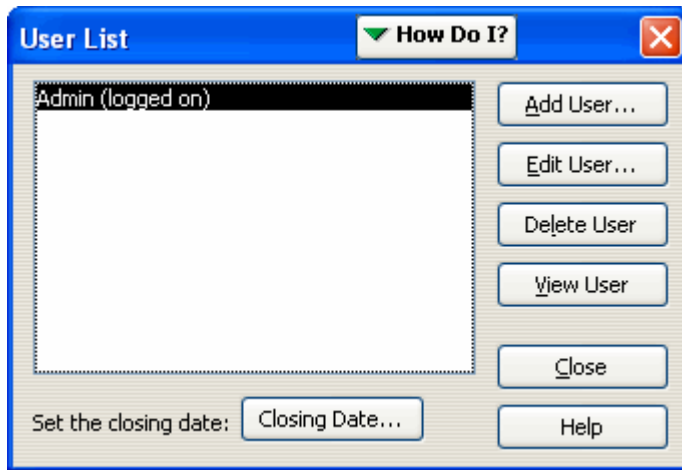 User List
How Do I?
Admin (logged on)
Add User...
Edit User...
Delete User
View User
Close
Set the closing date:
Closing Date...
Help